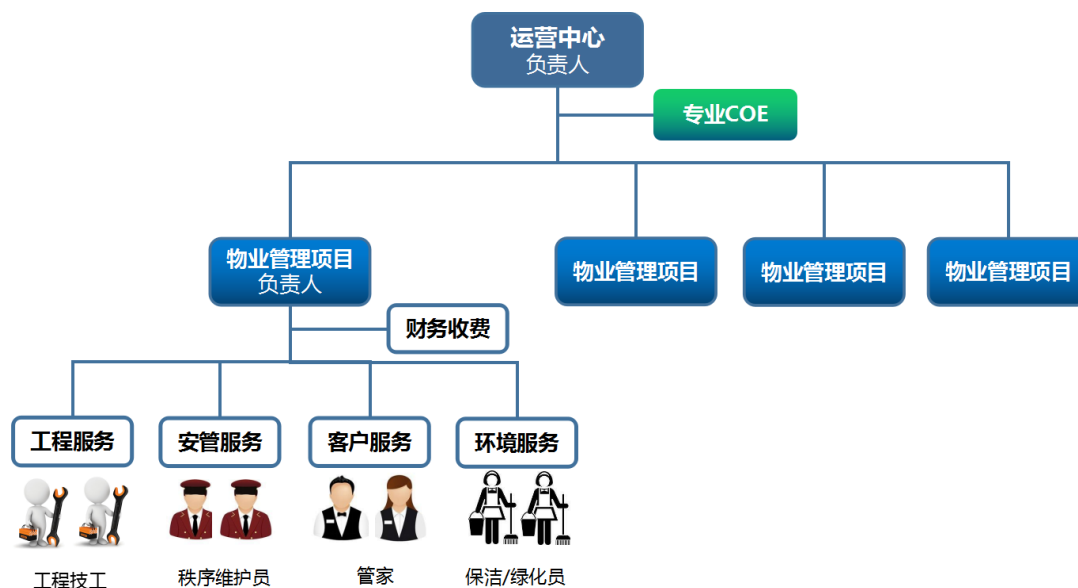 运营中心
负责人
专业COE
物业管理项目
负责人
物业管理项目
物业管理项目
物业管理项目
财务收费
工程服务
安管服务
客户服务
环境服务
工程技工
秩序维护员
管家
保洁/绿化员